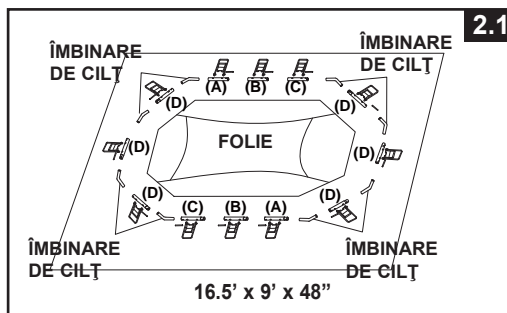 2.1
ÎMBINARE
DE CILŢ
ÎMBINARE
DE CILŢ
(A) (B) (C)
(D) (D)
FOLIE
(D) (D)
(D) (D)
(C) (B) (A)
ÎMBINARE
DE CILŢ
ÎMBINARE
DE CILŢ
16.5' x 9' x 48”